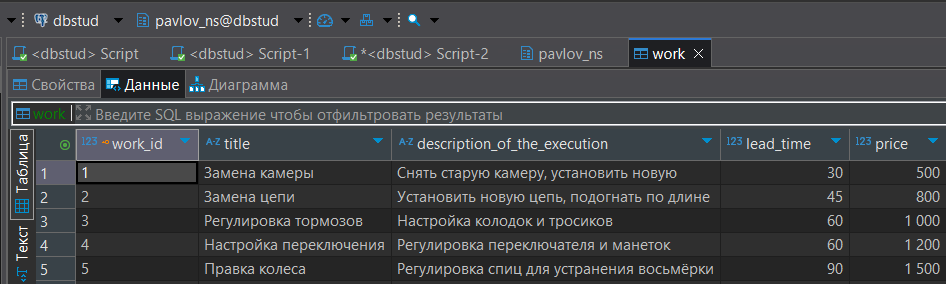 dbstud pavlov_ns@dbstud
<dbstud> Script <dbstud> Script-1 *<dbstud> Script-2 pavlov_ns work
Свойства Данные Диаграмма
work Введите SQL выражение чтобы отфильтровать результаты
Таблица
Текст
123 work_id A-Z title A-Z description_of_the_execution 123 lead_time 123 price
1 1 Замена камеры Снять старую камеру, установить новую 30 500
2 2 Замена цепи Установить новую цепь, подогнать по длине 45 800
3 3 Регулировка тормозов Настройка колодок и тросиков 60 1 000
4 4 Настройка переключения Регулировка переключателя и манеток 60 1 200
5 5 Правка колеса Регулировка спиц для устранения восьмёрки 90 1 500